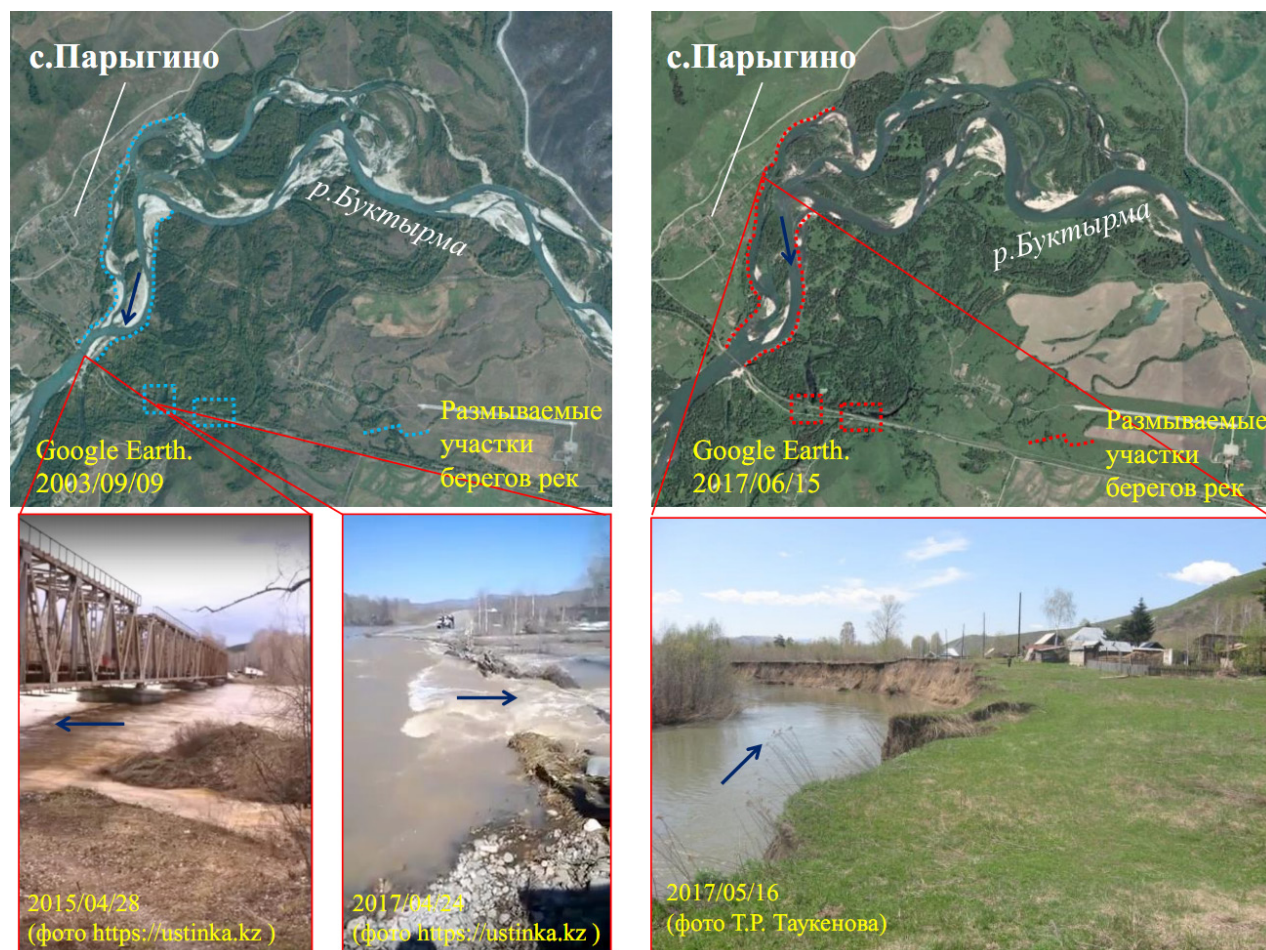 с.Парыгино
р.Буктырма
Размываемые
участки
берегов рек
Google Earth.
2003/09/09
с.Парыгино
р.Буктырма
Размываемые
участки
берегов рек
Google Earth.
2017/06/15
2015/04/28
(фото https://ustinka.kz )
2017/04/24
(фото https://ustinka.kz )
2017/05/16
(фото Т.Р. Таукенова)